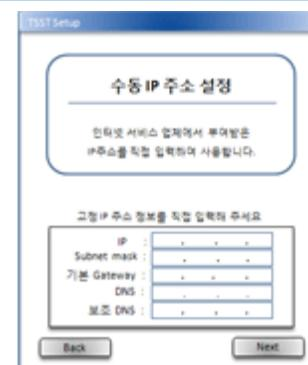 TSST Setup
수동 IP 주소 설정
인터넷 서비스 업체에서 부여받은
IP주소를 직접 입력하여 사용합니다.
고정 IP 주소 정보를 직접 입력해 주세요
IP :
Subnet mask :
기본 Gateway :
DNS :
보조 DNS :
Back
Next